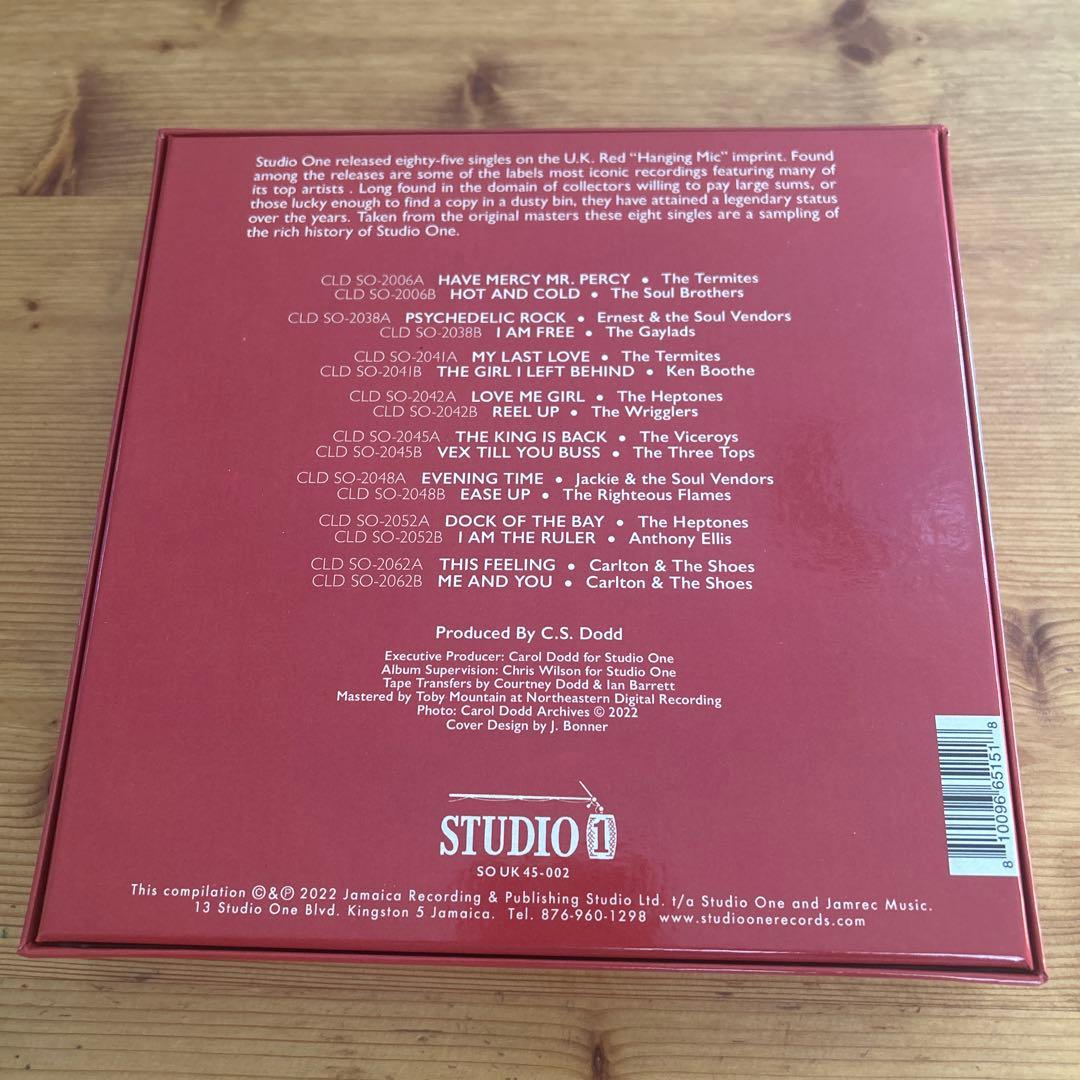 Studio One released eighty-five singles on the U.K. Red "Hanging Mic" imprint. Found
among the releases are some of the labels most iconic recordings featuring many of
its top artists . Long found in the domain of collectors willing to pay large sums, or
those lucky enough to find a copy in a dusty bin, they have attained a legendary status
over the years. Taken from the original masters these eight singles are a sampling of
the rich history of Studio One.
CLD SO-2006A HAVE MERCY MR. PERCY • The Termites
CLD SO-2006B HOT AND COLD • The Soul Brothers
CLD SO-2038A PSYCHEDELIC ROCK • Ernest & the Soul Vendors
CLD SO-2038B I AM FREE • The Gaylads
CLD SO-2041A MY LAST LOVE • The Termites
CLD SO-2041B THE GIRL I LEFT BEHIND • Ken Boothe
CLD SO-2042A LOVE ME GIRL • The Heptones
CLD SO-2042B REEL UP • The Wrigglers
CLD SO-2045A THE KING IS BACK • The Viceroys
CLD SO-2045B VEX TILL YOU BUSS • The Three Tops
CLD SO-2048A EVENING TIME • Jackie & the Soul Vendors
CLD SO-2048B EASE UP • The Righteous Flames
CLD SO-2052A DOCK OF THE BAY • The Heptones
CLD SO-2052B I AM THE RULER • Anthony Ellis
CLD SO-2062A THIS FEELING • Carlton & The Shoes
CLD SO-2062B ME AND YOU • Carlton & The Shoes
Produced By C.S. Dodd
Executive Producer: Carol Dodd for Studio One
Album Supervision: Chris Wilson for Studio One
Tape Transfers by Courtney Dodd & Ian Barrett
Mastered by Toby Mountain at Northeastern Digital Recording
Photo: Carol Dodd Archives © 2022
Cover Design by J. Bonner
STUDIO 1
SO UK 45-002
8 10096 65151 8
This compilation ©&℗ 2022 Jamaica Recording & Publishing Studio Ltd. t/a Studio One and Jamrec Music.
13 Studio One Blvd. Kingston 5 Jamaica. Tel. 876-960-1298 www.studioonerecords.com